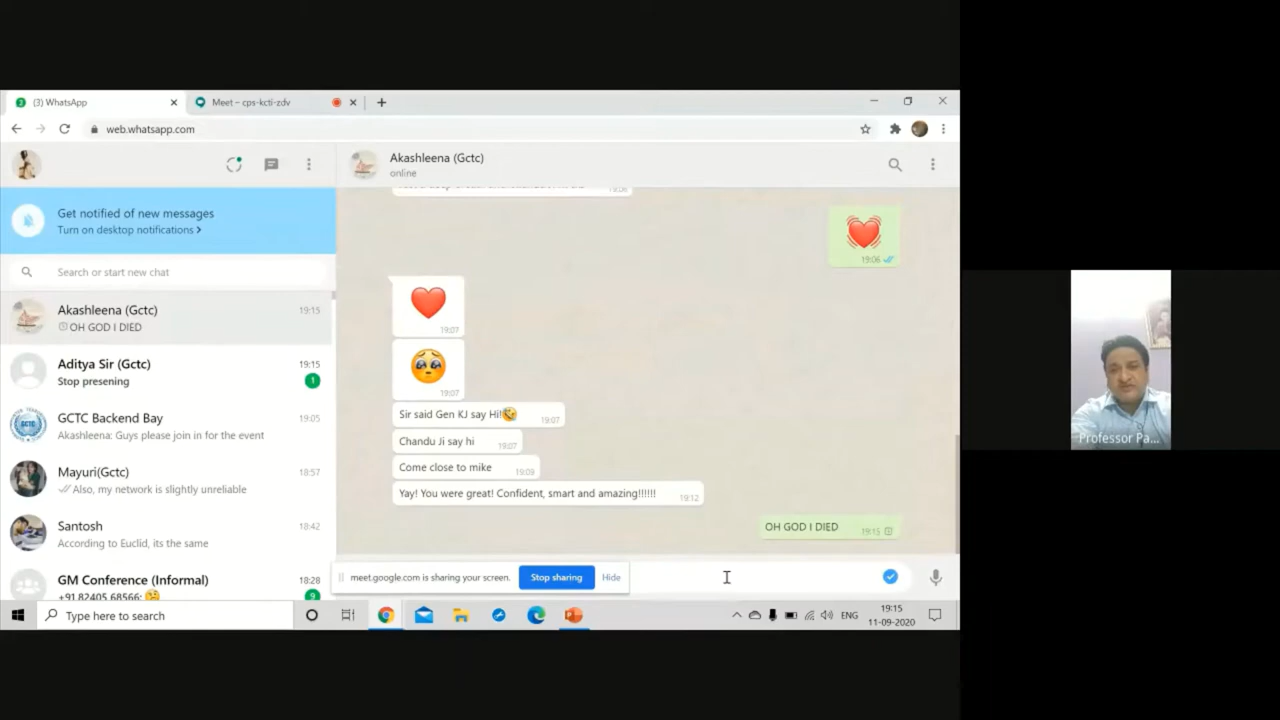 (3) WhatsApp
Meet – cps-kcti-zdv
web.whatsapp.com
Get notified of new messages
Turn on desktop notifications >
Search or start new chat
Akashleena (Gctc)
19:15
OH GOD I DIED
Aditya Sir (Gctc)
19:15
Stop presening
1
GCTC Backend Bay
19:05
Akashleena: Guys please join in for the event
Mayuri(Gctc)
18:57
Also, my network is slightly unreliable
Santosh
18:42
According to Euclid, its the same
GM Conference (Informal)
18:28
+91 82405 68566: 🤔
9
Akashleena (Gctc)
online
19:06
19:06
19:07
19:07
Sir said Gen KJ say Hi!🤣
19:07
Chandu Ji say hi
19:07
Come close to mike
19:09
Yay! You were great! Confident, smart and amazing!!!!!!
19:12
OH GOD I DIED
19:15
meet.google.com is sharing your screen.
Stop sharing
Hide
Type here to search
ENG
19:15
11-09-2020
Professor Pa...